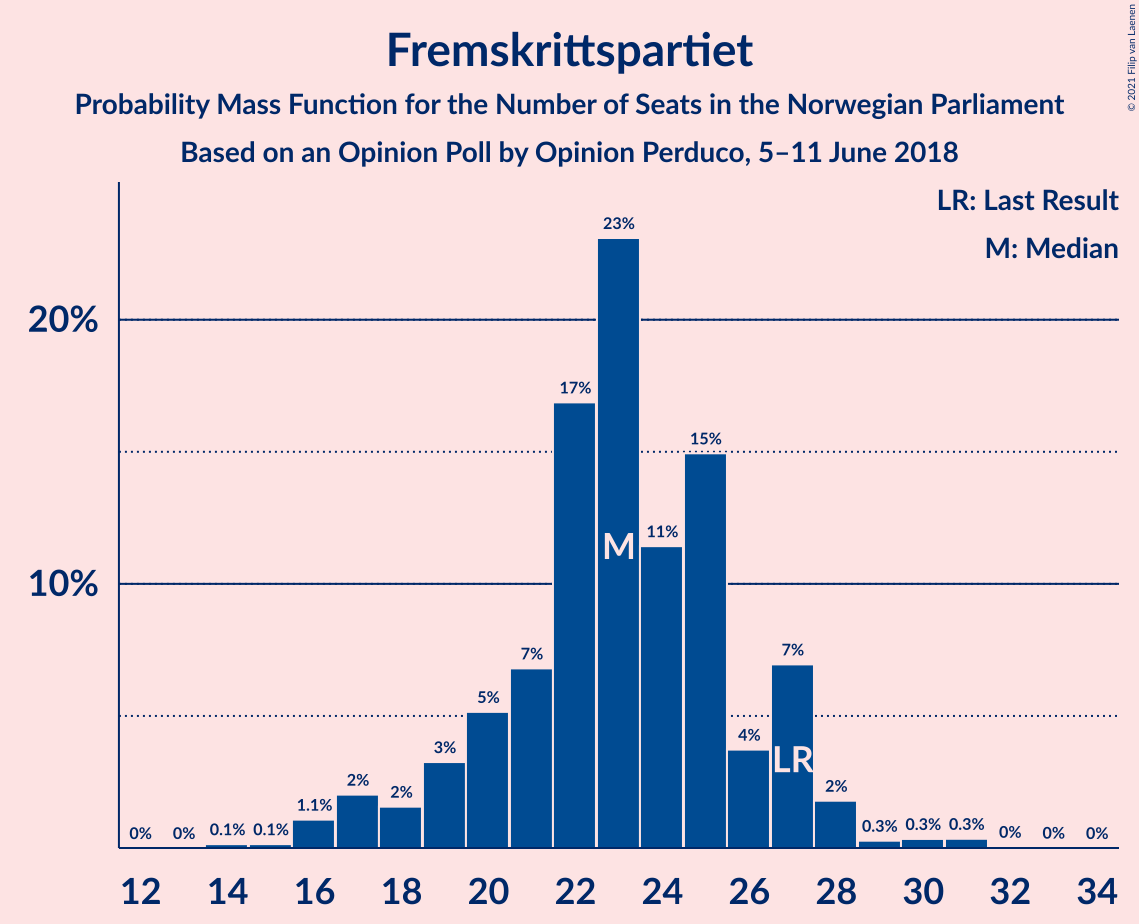 Fremskrittspartiet
Probability Mass Function for the Number of Seats in the Norwegian Parliament
Based on an Opinion Poll by Opinion Perduco, 5–11 June 2018
© 2021 Filip van Laenen
LR: Last Result
M: Median
23%
20%
17%
15%
M
11%
10%
7%
7%
5%
4%
LR
3%
2%
2%
2%
1.1%
0%
0%
0.1%
0.1%
0.3%
0.3%
0.3%
0%
0%
0%
12 14 16 18 20 22 24 26 28 30 32 34